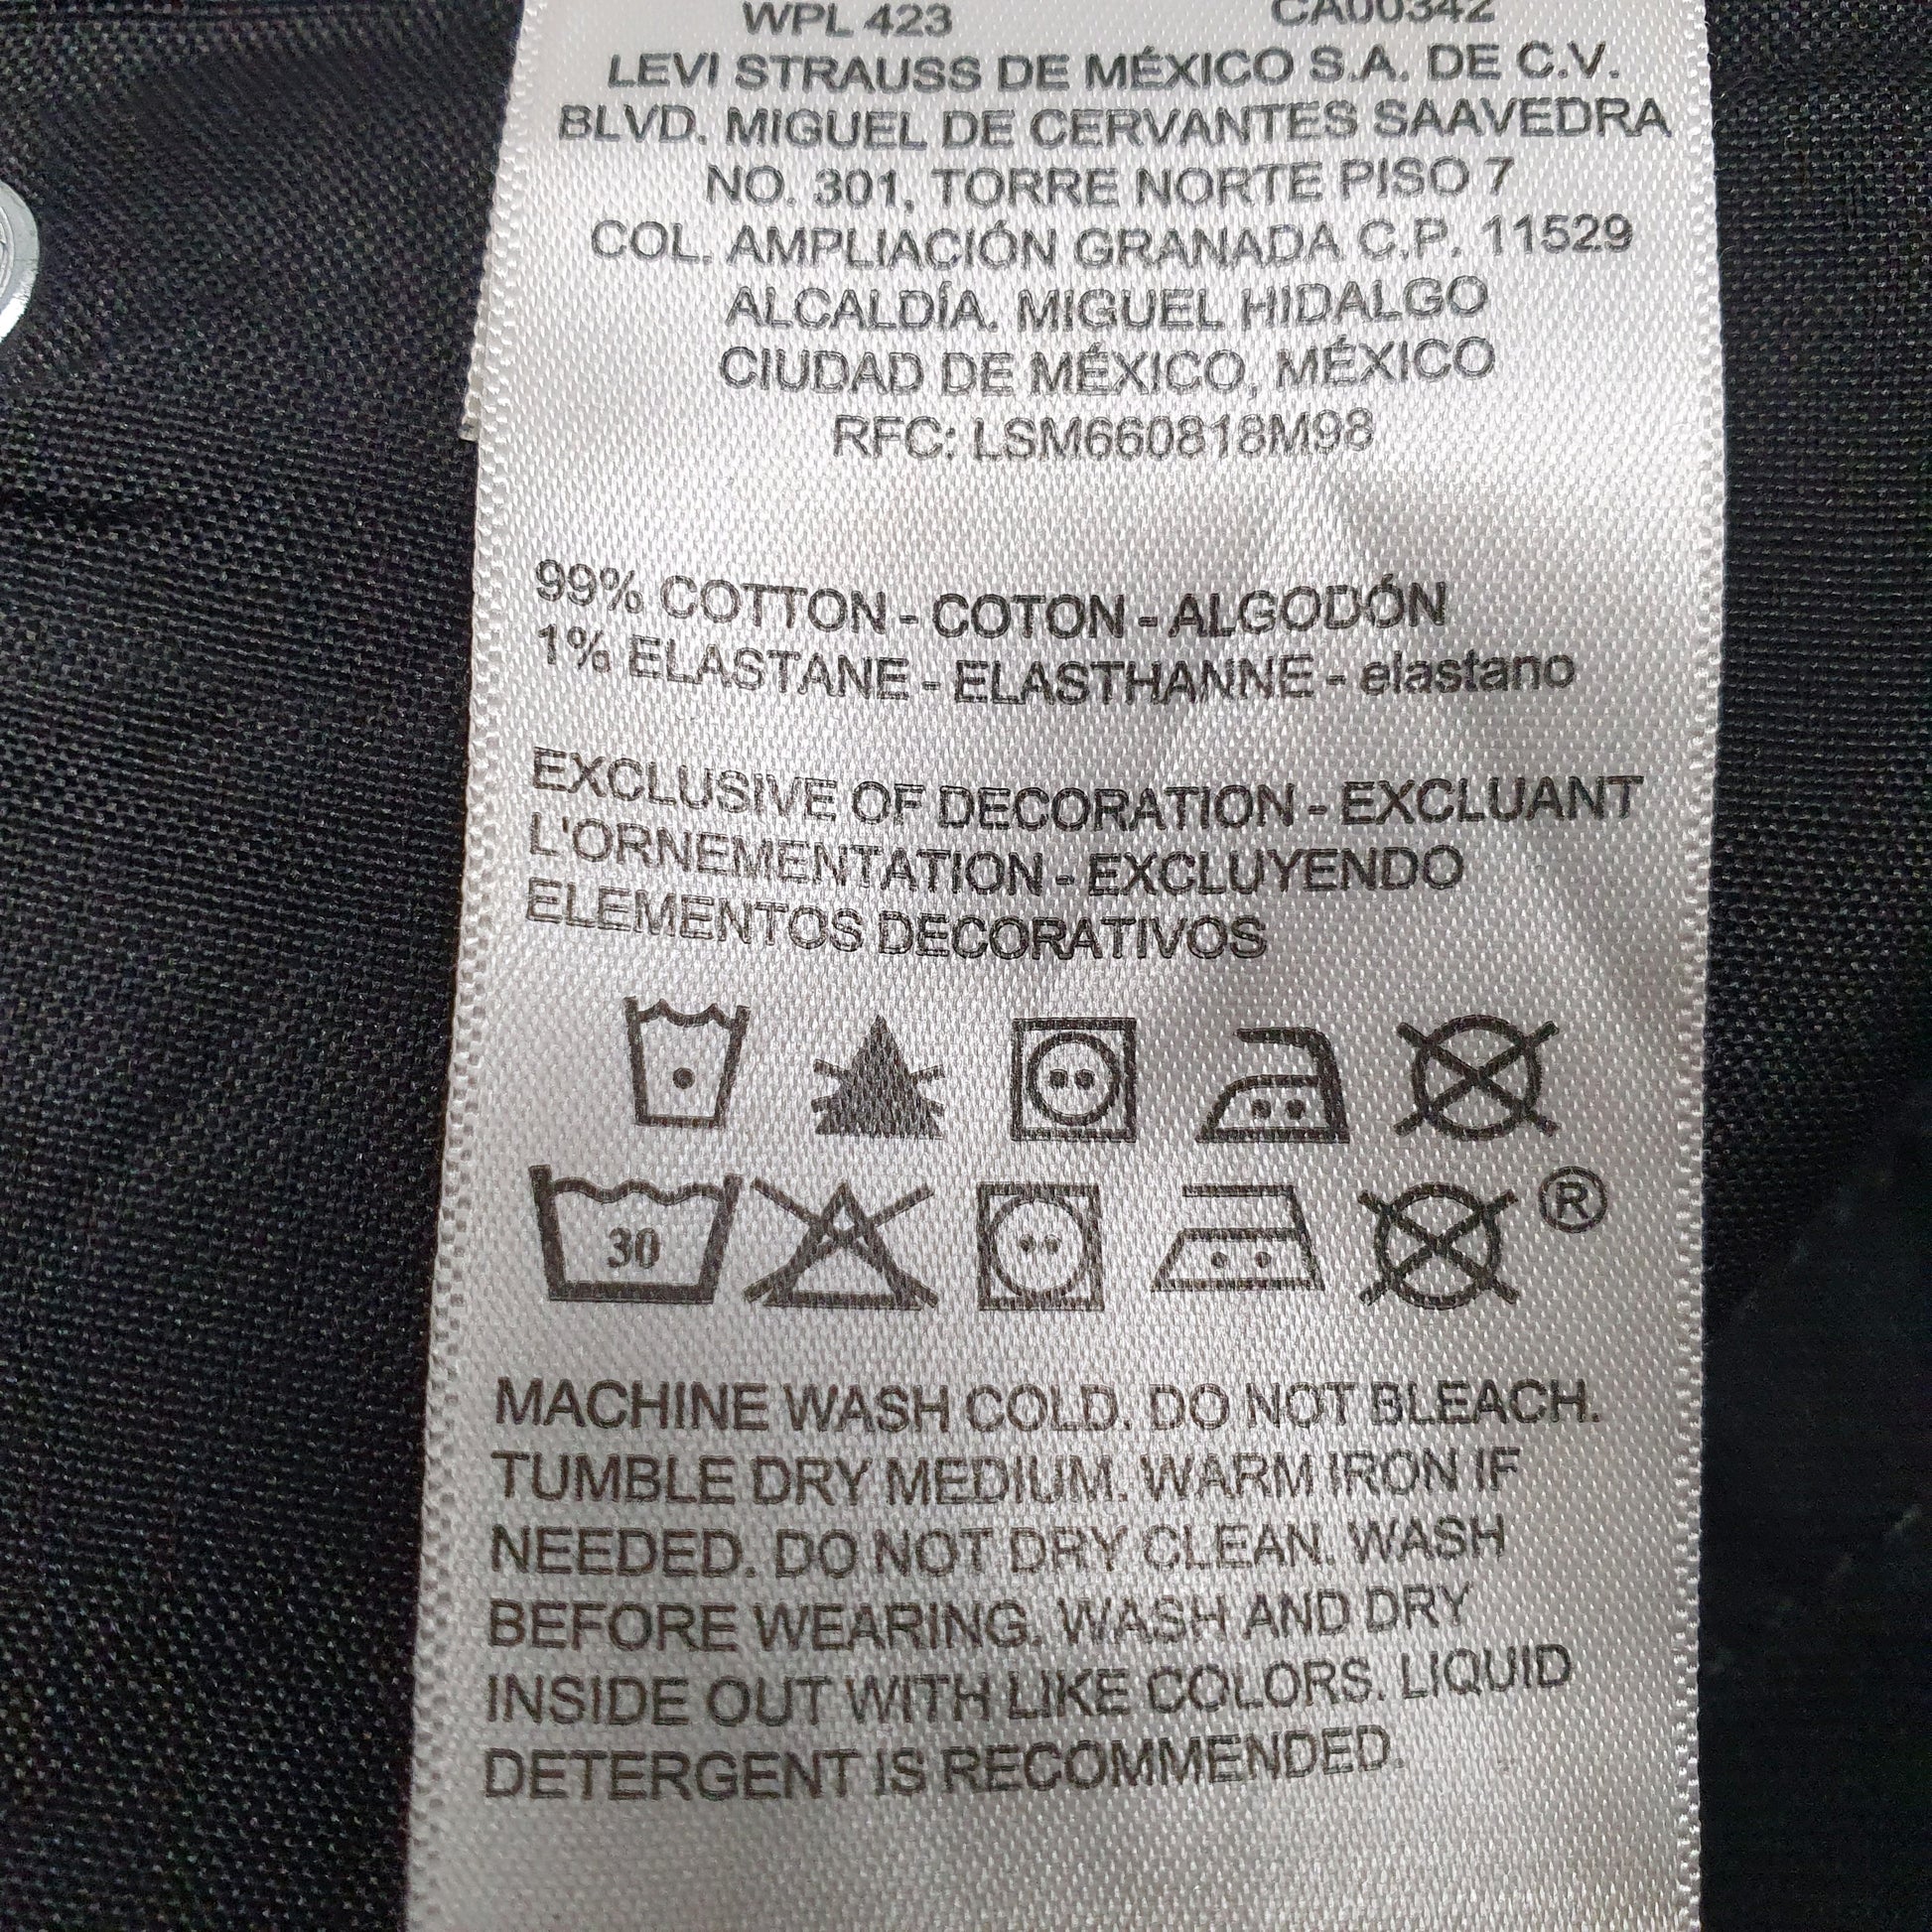 WPL 423 CA00342
LEVI STRAUSS DE MÉXICO S.A. DE C.V.
BLVD. MIGUEL DE CERVANTES SAAVEDRA
NO. 301, TORRE NORTE PISO 7
COL. AMPLIACIÓN GRANADA C.P. 11529
ALCALDÍA. MIGUEL HIDALGO
CIUDAD DE MÉXICO, MÉXICO
RFC: LSM660818M98
99% COTTON - COTON - ALGODÓN
1% ELASTANE - ELASTHANNE - elastano
EXCLUSIVE OF DECORATION - EXCLUANT
L'ORNEMENTATION - EXCLUYENDO
ELEMENTOS DECORATIVOS
30 ®
MACHINE WASH COLD. DO NOT BLEACH.
TUMBLE DRY MEDIUM. WARM IRON IF
NEEDED. DO NOT DRY CLEAN. WASH
BEFORE WEARING. WASH AND DRY
INSIDE OUT WITH LIKE COLORS. LIQUID
DETERGENT IS RECOMMENDED.